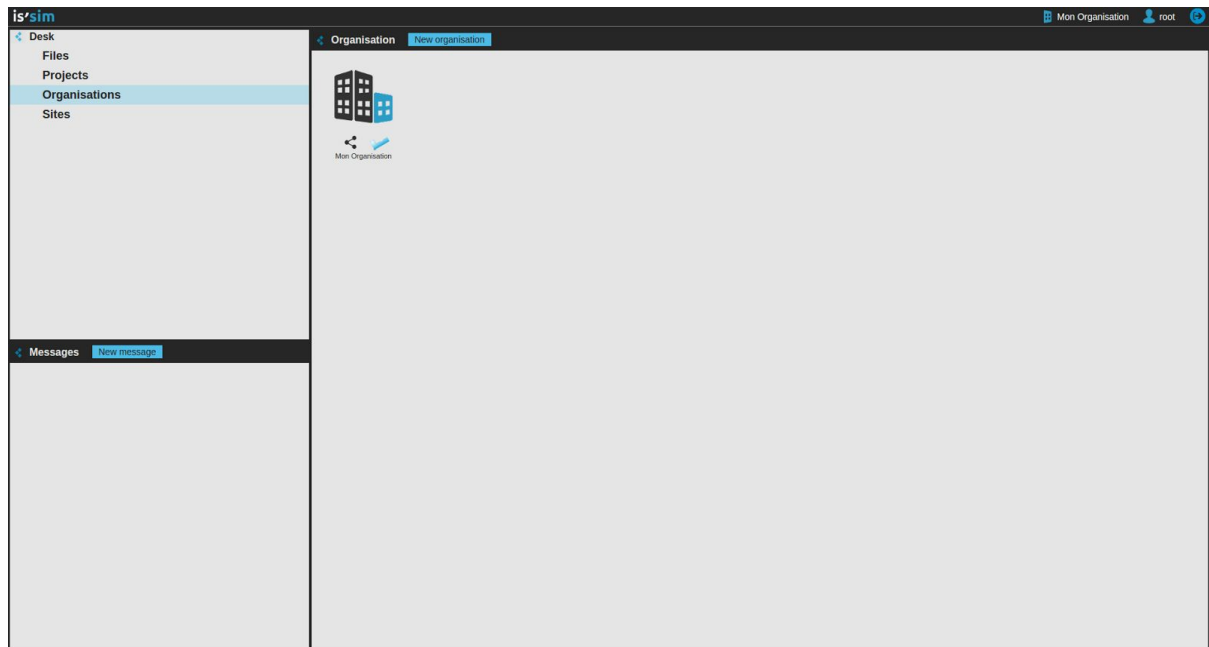 is'sim
Mon Organisation
root
Desk
Files
Projects
Organisations
Sites
Organisation
New organisation
Mon Organisation
Messages
New message